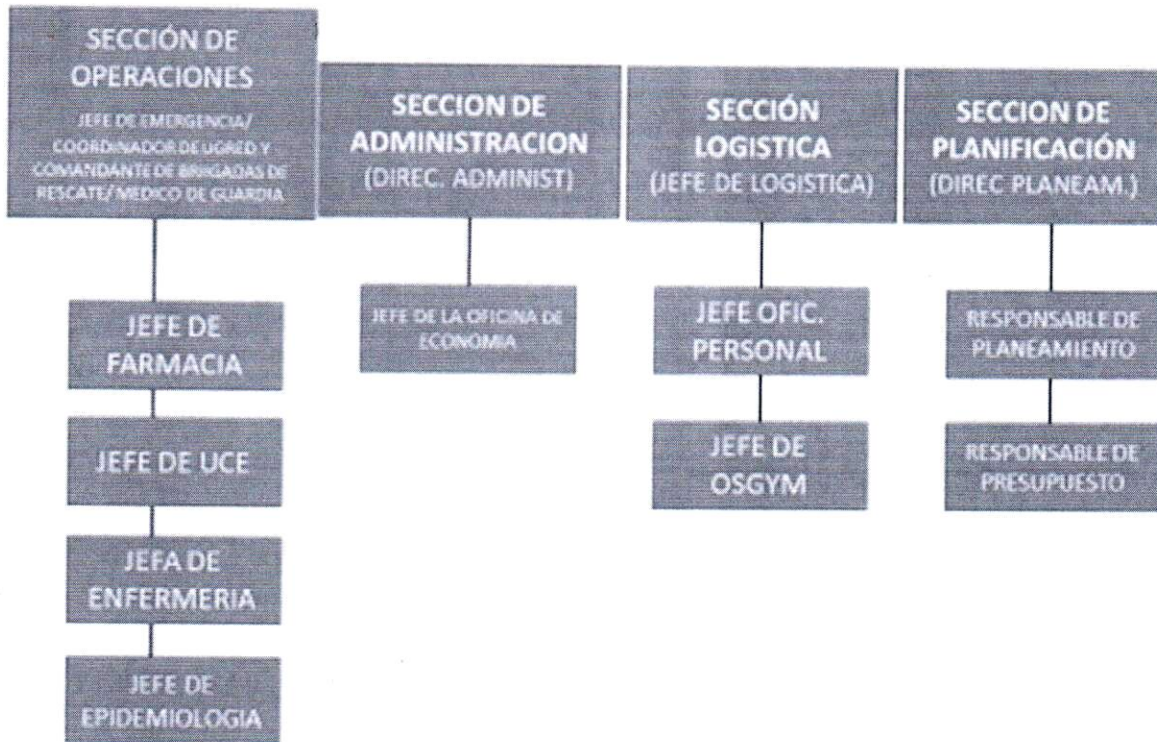 SECCIÓN DE
OPERACIONES
JEFE DE EMERGENCIA/
COORDINADOR DE UGRED Y
COMANDANTE DE BRIGADAS DE
RESCATE/ MEDICO DE GUARDIA
JEFE DE
FARMACIA
JEFE DE UCE
JEFA DE
ENFERMERIA
JEFE DE
EPIDEMIOLOGIA
SECCION DE
ADMINISTRACION
(DIREC. ADMINIST)
JEFE DE LA OFICINA DE
ECONOMIA
SECCIÓN
LOGISTICA
(JEFE DE LOGISTICA)
JEFE OFIC.
PERSONAL
JEFE DE
OSGYM
SECCION DE
PLANIFICACIÓN
(DIREC PLANEAM.)
RESPONSABLE DE
PLANEAMIENTO
RESPONSABLE DE
PRESUPUESTO